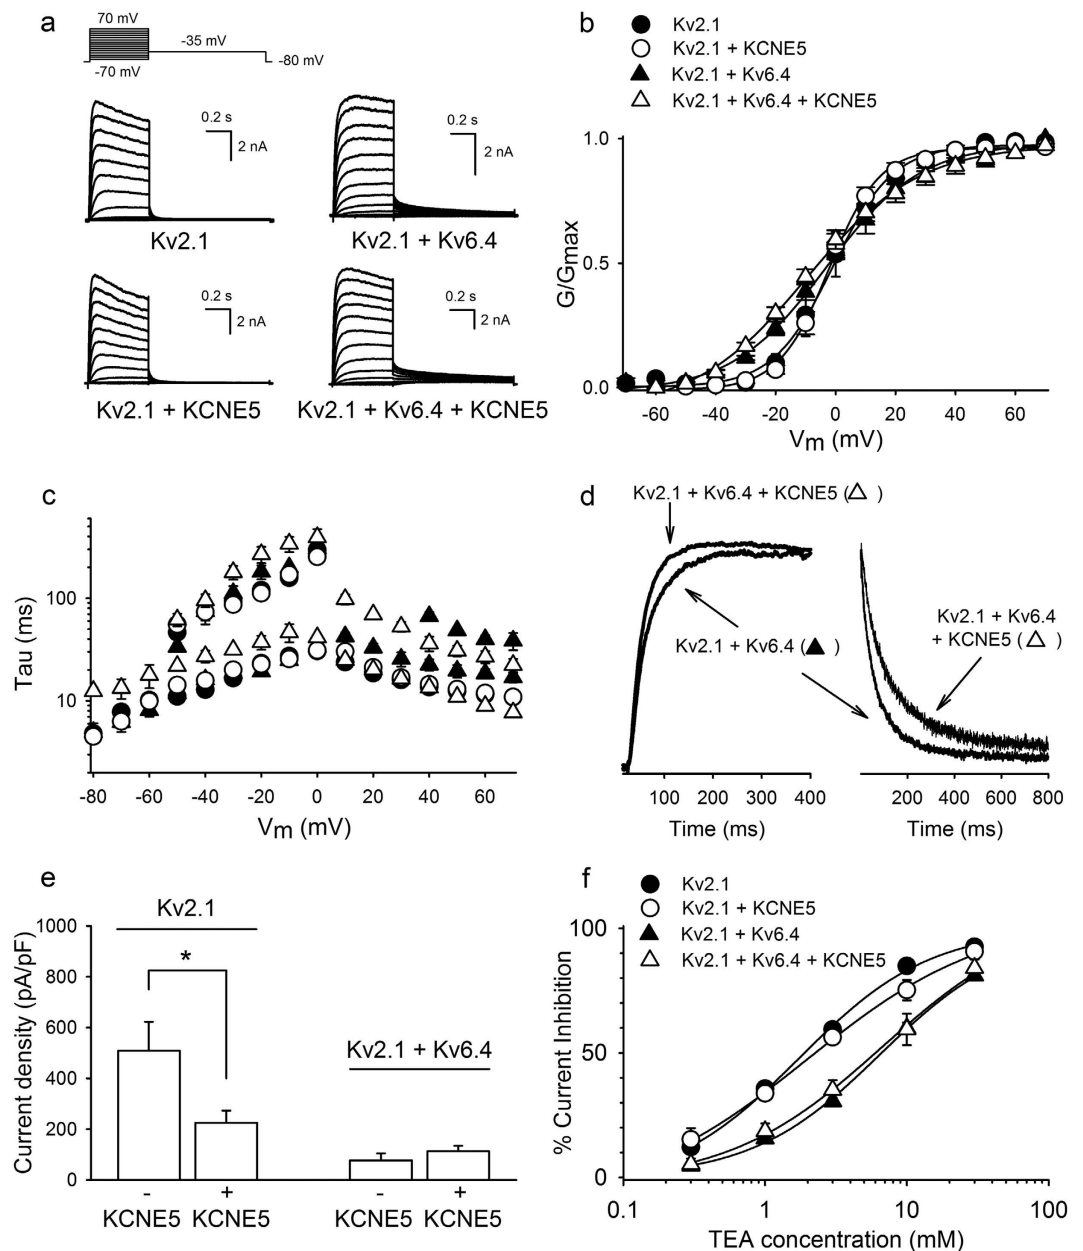 a
70 mV
-35 mV
-80 mV
-70 mV
0.2 s
2 nA
Kv2.1
0.2 s
2 nA
Kv2.1 + Kv6.4
0.2 s
2 nA
Kv2.1 + KCNE5
0.2 s
2 nA
Kv2.1 + Kv6.4 + KCNE5
b
Kv2.1
Kv2.1 + KCNE5
Kv2.1 + Kv6.4
Kv2.1 + Kv6.4 + KCNE5
1.0
0.5
0.0
G/Gmax
-60 -40 -20 0 20 40 60
Vm (mV)
c
100
10
Tau (ms)
-80 -60 -40 -20 0 20 40 60
Vm (mV)
d
Kv2.1 + Kv6.4 + KCNE5 (△ )
Kv2.1 + Kv6.4 (▲ )
Kv2.1 + Kv6.4
+ KCNE5 (△ )
100 200 300 400
Time (ms)
200 400 600 800
Time (ms)
e
Kv2.1
*
Kv2.1 + Kv6.4
1000
800
600
400
200
0
Current density (pA/pF)
- + - +
KCNE5 KCNE5 KCNE5 KCNE5
f
Kv2.1
Kv2.1 + KCNE5
Kv2.1 + Kv6.4
Kv2.1 + Kv6.4 + KCNE5
100
50
0
% Current Inhibition
0.1 1 10 100
TEA concentration (mM)